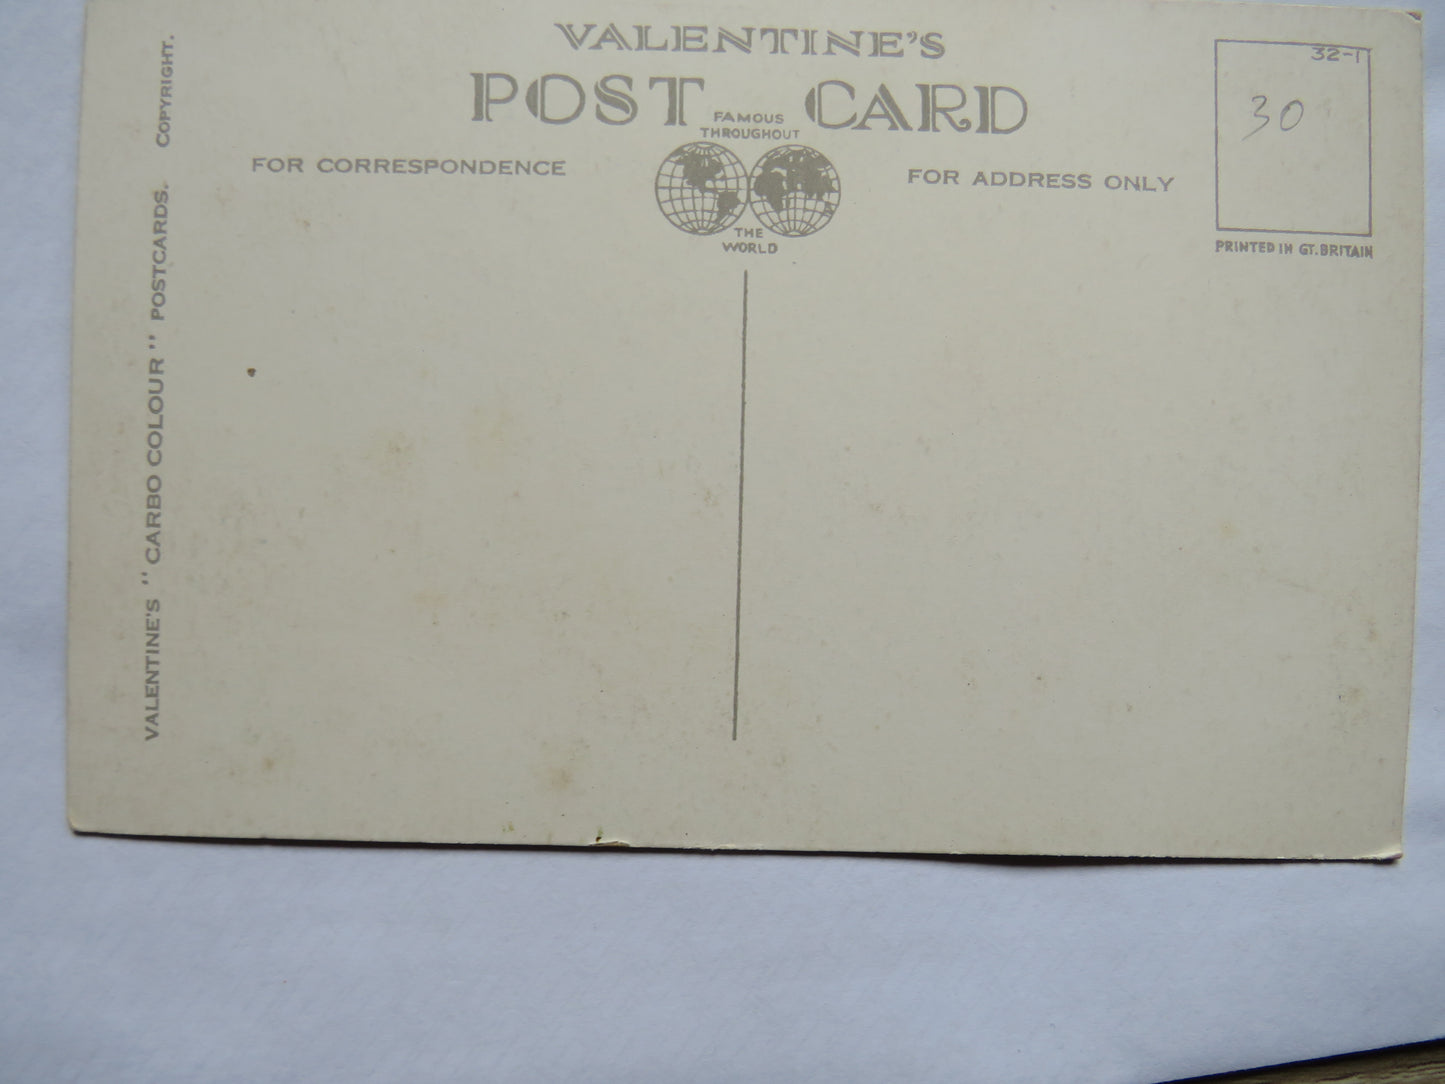 VALENTINE'S
POST CARD
FAMOUS
THROUGHOUT
THE
WORLD
FOR CORRESPONDENCE
FOR ADDRESS ONLY
32-1
30
PRINTED IN GT. BRITAIN
VALENTINE'S "CARBO COLOUR" POSTCARDS. COPYRIGHT.